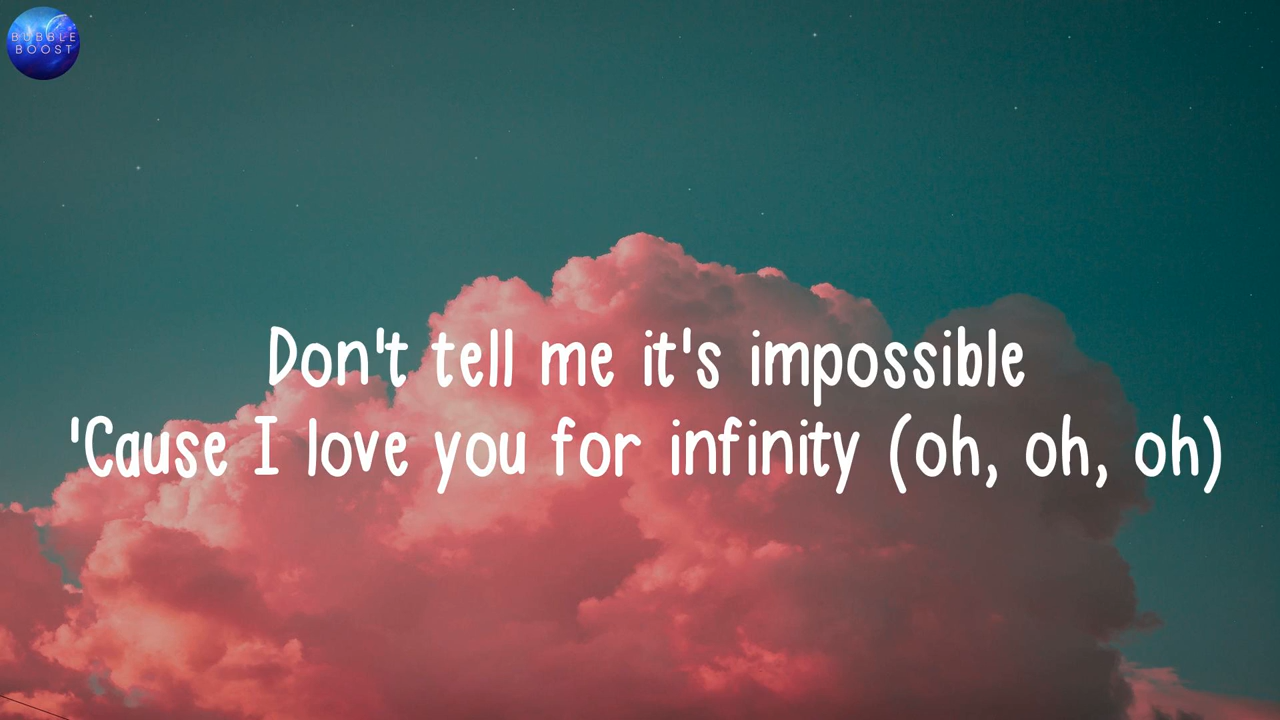 BUBBLE
BOOST
Don't tell me it's impossible
'Cause I love you for infinity (oh, oh, oh)